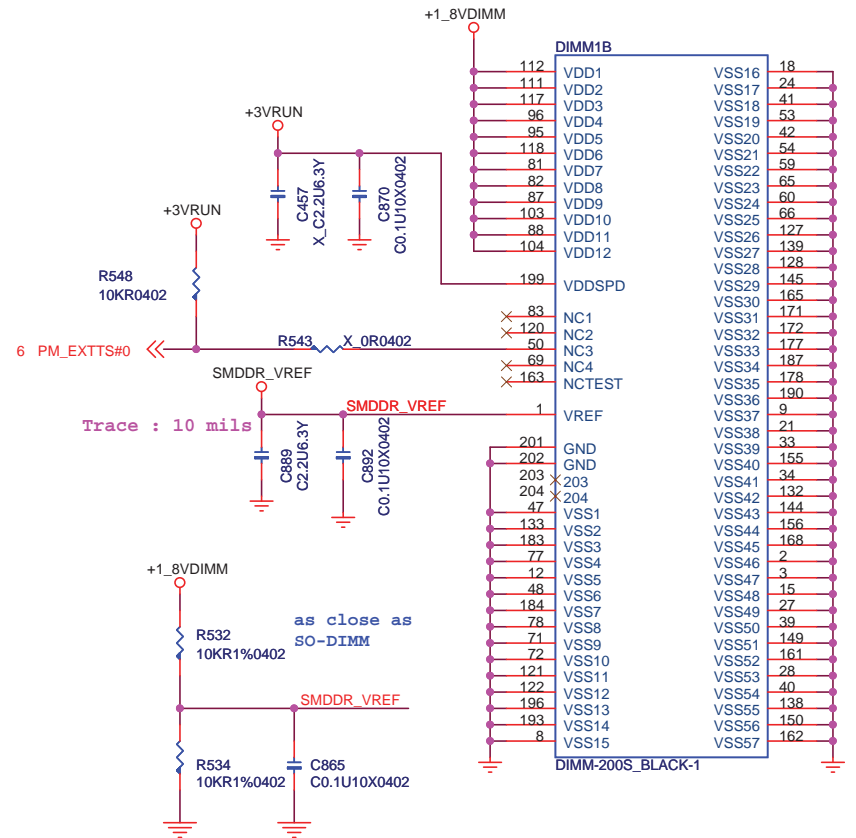 +1_8VDIMM
DIMM1B
112 VDD1 VSS16 18
111 VDD2 VSS17 24
117 VDD3 VSS18 41
96 VDD4 VSS19 53
95 VDD5 VSS20 42
118 VDD6 VSS21 54
81 VDD7 VSS22 59
82 VDD8 VSS23 65
87 VDD9 VSS24 60
103 VDD10 VSS25 66
88 VDD11 VSS26 127
104 VDD12 VSS27 139
VSS28 128
199 VDDSPD VSS29 145
VSS30 165
83 NC1 VSS31 171
120 NC2 VSS32 172
50 NC3 VSS33 177
69 NC4 VSS34 187
163 NCTEST VSS35 178
VSS36 190
1 VREF VSS37 9
VSS38 21
201 GND VSS39 33
202 GND VSS40 155
203 203 VSS41 34
204 204 VSS42 132
47 VSS1 VSS43 144
133 VSS2 VSS44 156
183 VSS3 VSS45 168
77 VSS4 VSS46 2
12 VSS5 VSS47 3
48 VSS6 VSS48 15
184 VSS7 VSS49 27
78 VSS8 VSS50 39
71 VSS9 VSS51 149
72 VSS10 VSS52 161
121 VSS11 VSS53 28
122 VSS12 VSS54 40
196 VSS13 VSS55 138
193 VSS14 VSS56 150
8 VSS15 VSS57 162
DIMM-200S_BLACK-1
+3VRUN
C457
X_C2.2U6.3Y
C870
C0.1U10X0402
+3VRUN
R548
10KR0402
6 PM_EXTTS#0
R543 X_0R0402
SMDDR_VREF
SMDDR_VREF
Trace : 10 mils
C889
C2.2U6.3Y
C892
C0.1U10X0402
+1_8VDIMM
R532
10KR1%0402
as close as
SO-DIMM
SMDDR_VREF
R534
10KR1%0402
C865
C0.1U10X0402